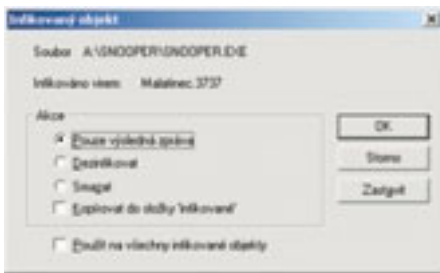 Infikovaný objekt
Soubor A:\SNOOPER\SNOOPER.EXE
Infikováno virem: Malatinec.3737
Akce
Pouze výsledná zpráva
Dezinfikovat
Smazat
Kopírovat do složky 'Infikované'
Použít na všechny infikované objekty
OK
Storno
Zastavit